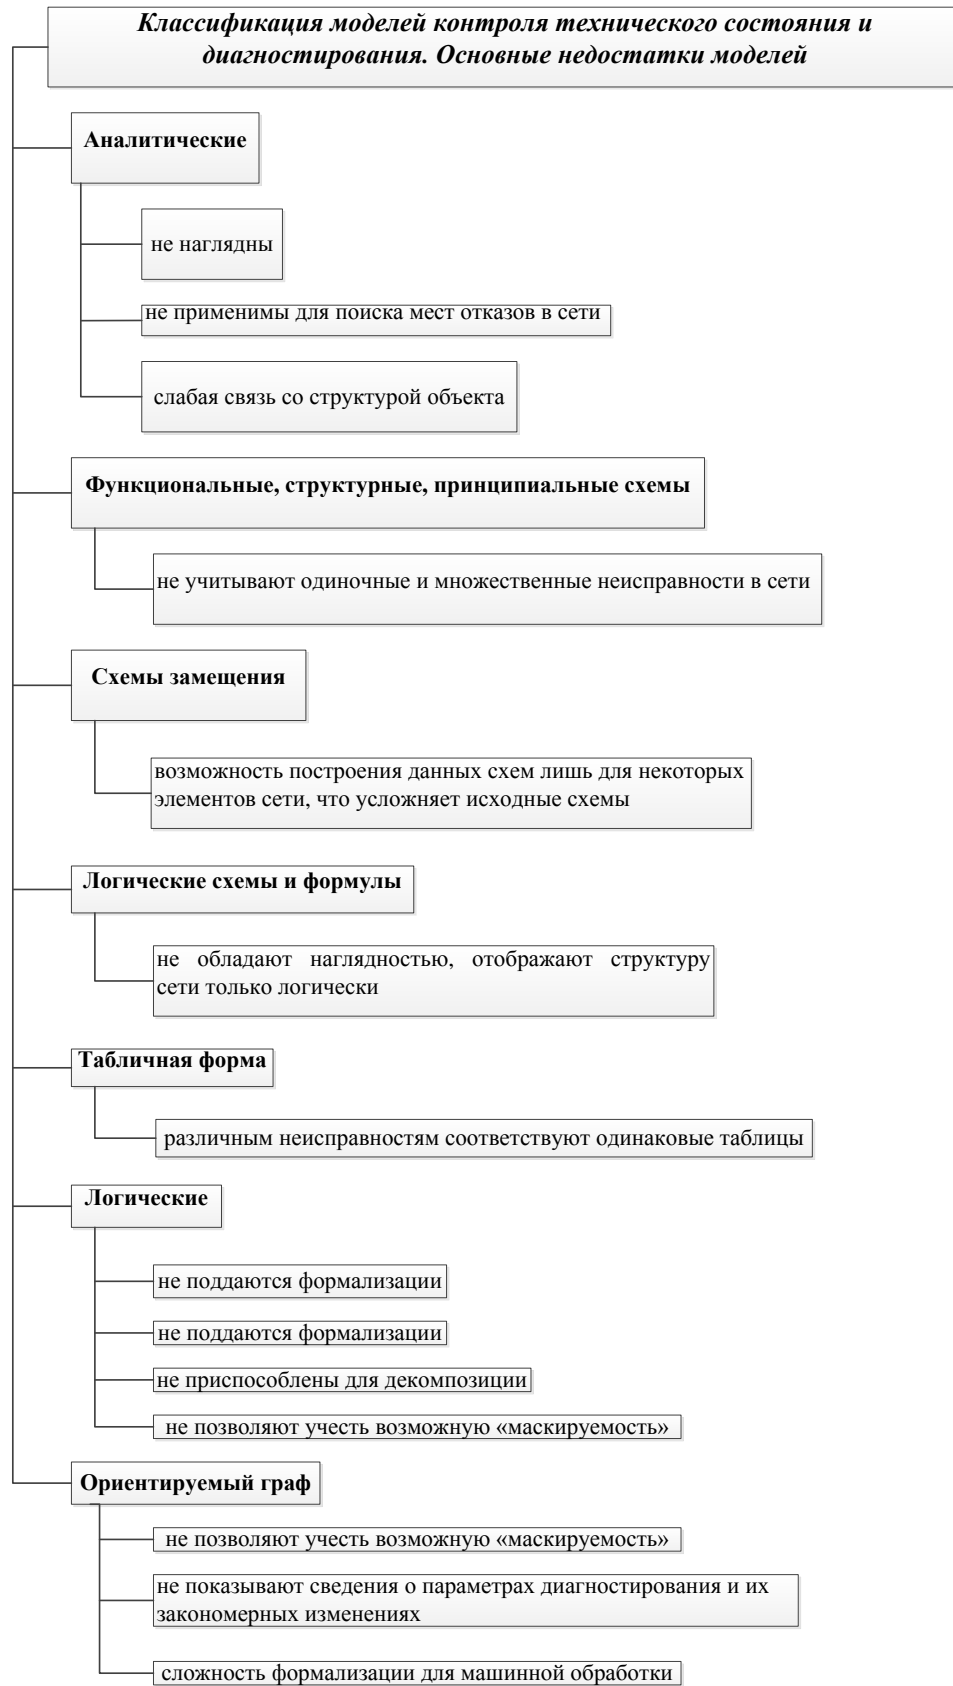 Классификация моделей контроля технического состояния и
диагностирования. Основные недостатки моделей
Аналитические
не наглядны
не применимы для поиска мест отказов в сети
слабая связь со структурой объекта
Функциональные, структурные, принципиальные схемы
не учитывают одиночные и множественные неисправности в сети
Схемы замещения
возможность построения данных схем лишь для некоторых
элементов сети, что усложняет исходные схемы
Логические схемы и формулы
не обладают наглядностью, отображают структуру
сети только логически
Табличная форма
различным неисправностям соответствуют одинаковые таблицы
Логические
не поддаются формализации
не поддаются формализации
не приспособлены для декомпозиции
не позволяют учесть возможную «маскируемость»
Ориентируемый граф
не позволяют учесть возможную «маскируемость»
не показывают сведения о параметрах диагностирования и их
закономерных изменениях
сложность формализации для машинной обработки